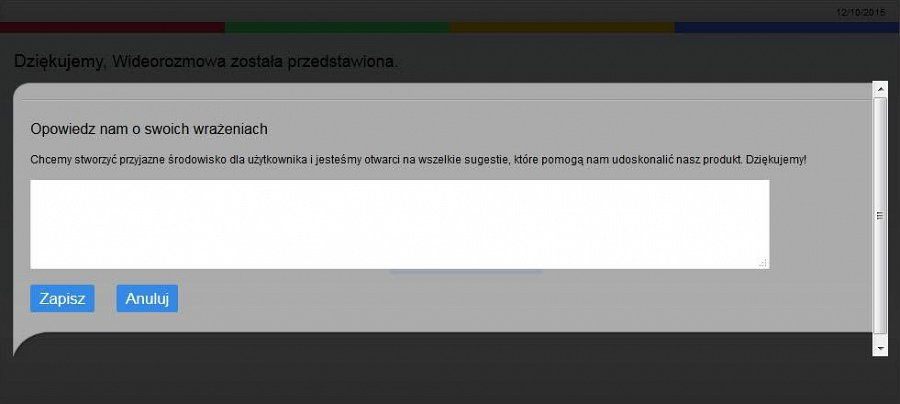 12/10/2015
Dziękujemy, Wideorozmowa została przedstawiona.
Opowiedz nam o swoich wrażeniach
Chcemy stworzyć przyjazne środowisko dla użytkownika i jesteśmy otwarci na wszelkie sugestie, które pomogą nam udoskonalić nasz produkt. Dziękujemy!
Zapisz Anuluj